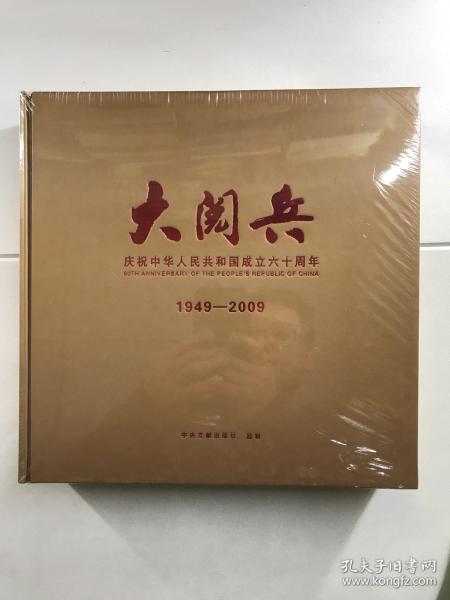 大阅兵
庆祝中华人民共和国成立六十周年
60TH ANNIVERSARY OF THE PEOPLE'S REPUBLIC OF CHINA
1949—2009
中央文献出版社 监制
孔夫子旧书网
www.kongfz.com